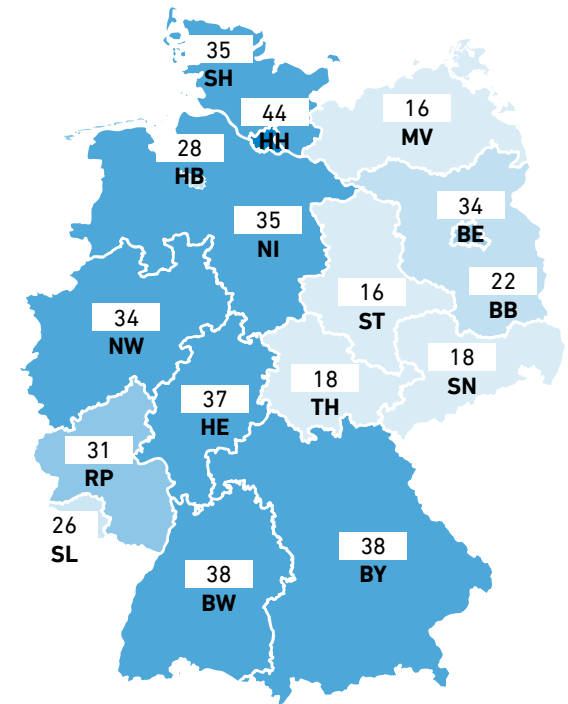 35
SH
44
HH
16
MV
28
HB
35
NI
34
BE
22
BB
16
ST
34
NW
18
SN
18
TH
37
HE
31
RP
26
SL
38
BW
38
BY